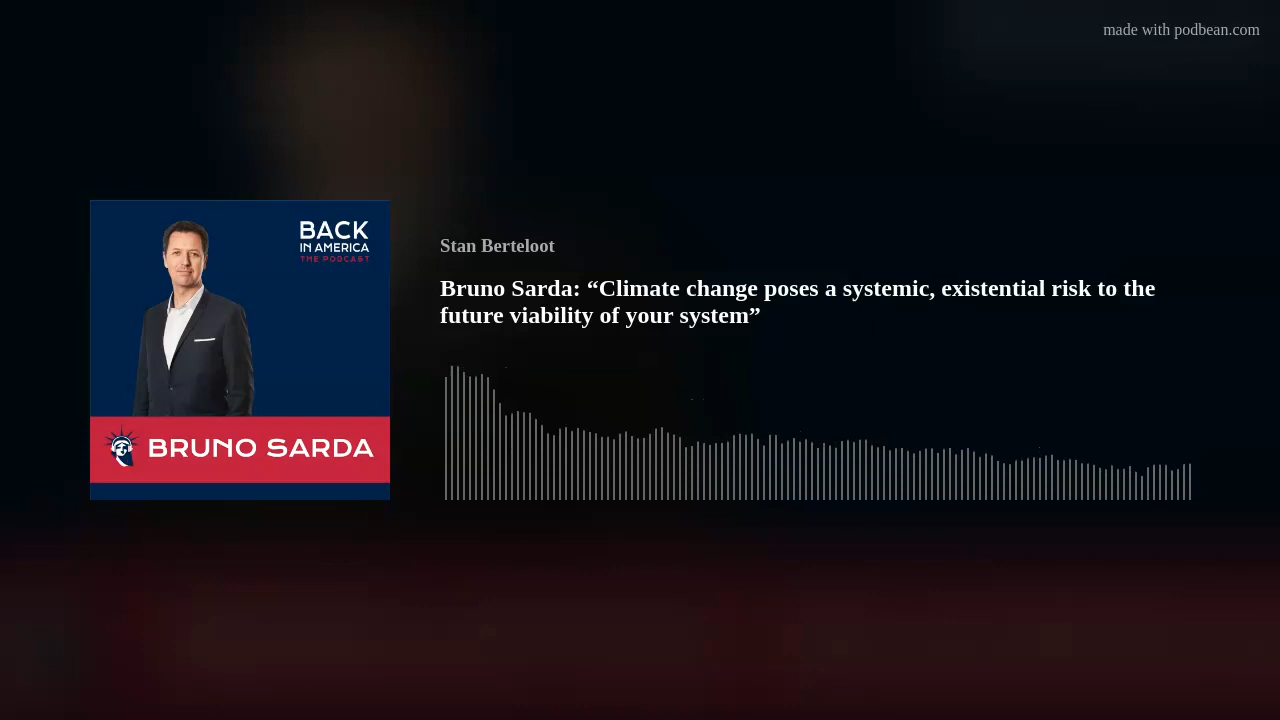 made with podbean.com
BACK
IN AMERICA
THE PODCAST
BRUNO SARDA
Stan Berteloot
Bruno Sarda: “Climate change poses a systemic, existential risk to the
future viability of your system”